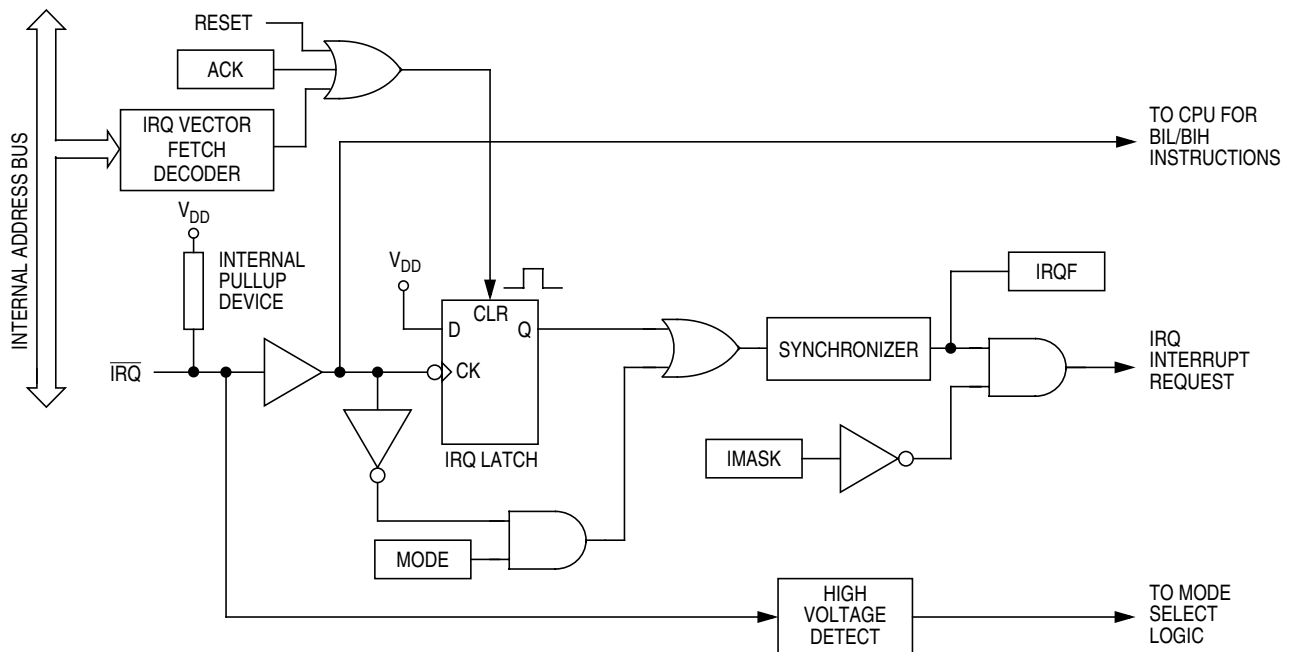 RESET
ACK
INTERNAL ADDRESS BUS
IRQ VECTOR
FETCH
DECODER
TO CPU FOR
BIL/BIH
INSTRUCTIONS
VDD
INTERNAL
PULLUP
DEVICE
VDD
CLR
D
Q
CK
IRQ LATCH
IRQ
SYNCHRONIZER
IRQF
IRQ
INTERRUPT
REQUEST
IMASK
MODE
HIGH
VOLTAGE
DETECT
TO MODE
SELECT
LOGIC